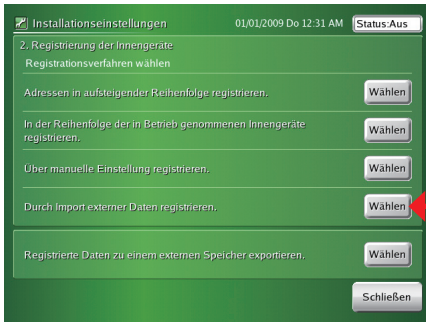 Installationseinstellungen 01/01/2009 Do 12:31 AM Status:Aus
2. Registrierung der Innengeräte
Registrationsverfahren wählen
Adressen in aufsteigender Reihenfolge registrieren. Wählen
In der Reihenfolge der in Betrieb genommenen Innengeräte
registrieren. Wählen
Über manuelle Einstellung registrieren. Wählen
Durch Import externer Daten registrieren. Wählen
Registrierte Daten zu einem externen Speicher exportieren. Wählen
Schließen